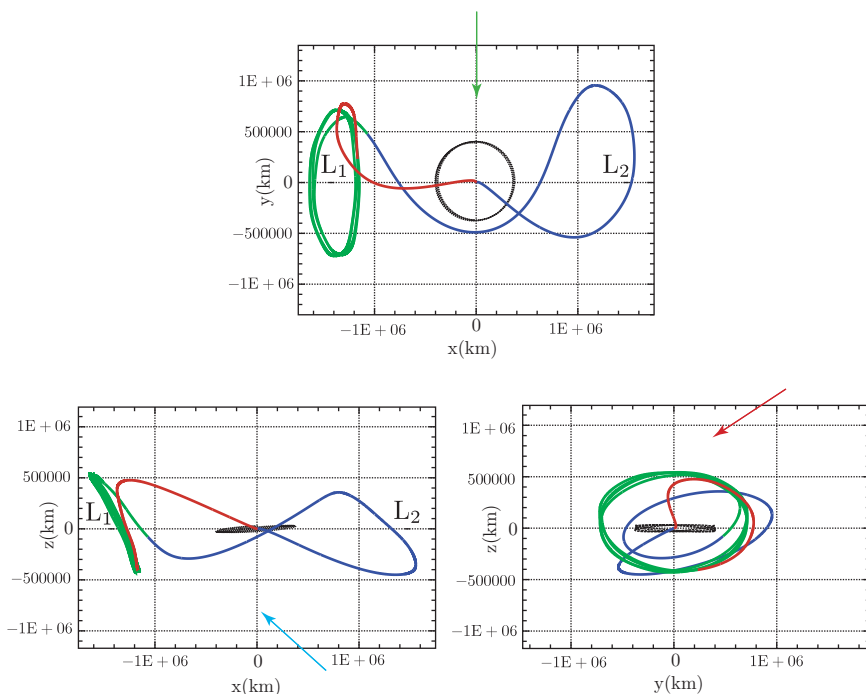 1E + 06
500000
0
−500000
−1E + 06
y(km)
L1
L2
−1E + 06
0
1E + 06
x(km)
1E + 06
500000
0
−500000
−1E + 06
z(km)
L1
L2
−1E + 06
0
1E + 06
x(km)
1E + 06
500000
0
−500000
−1E + 06
z(km)
−1E + 06
0
1E + 06
y(km)